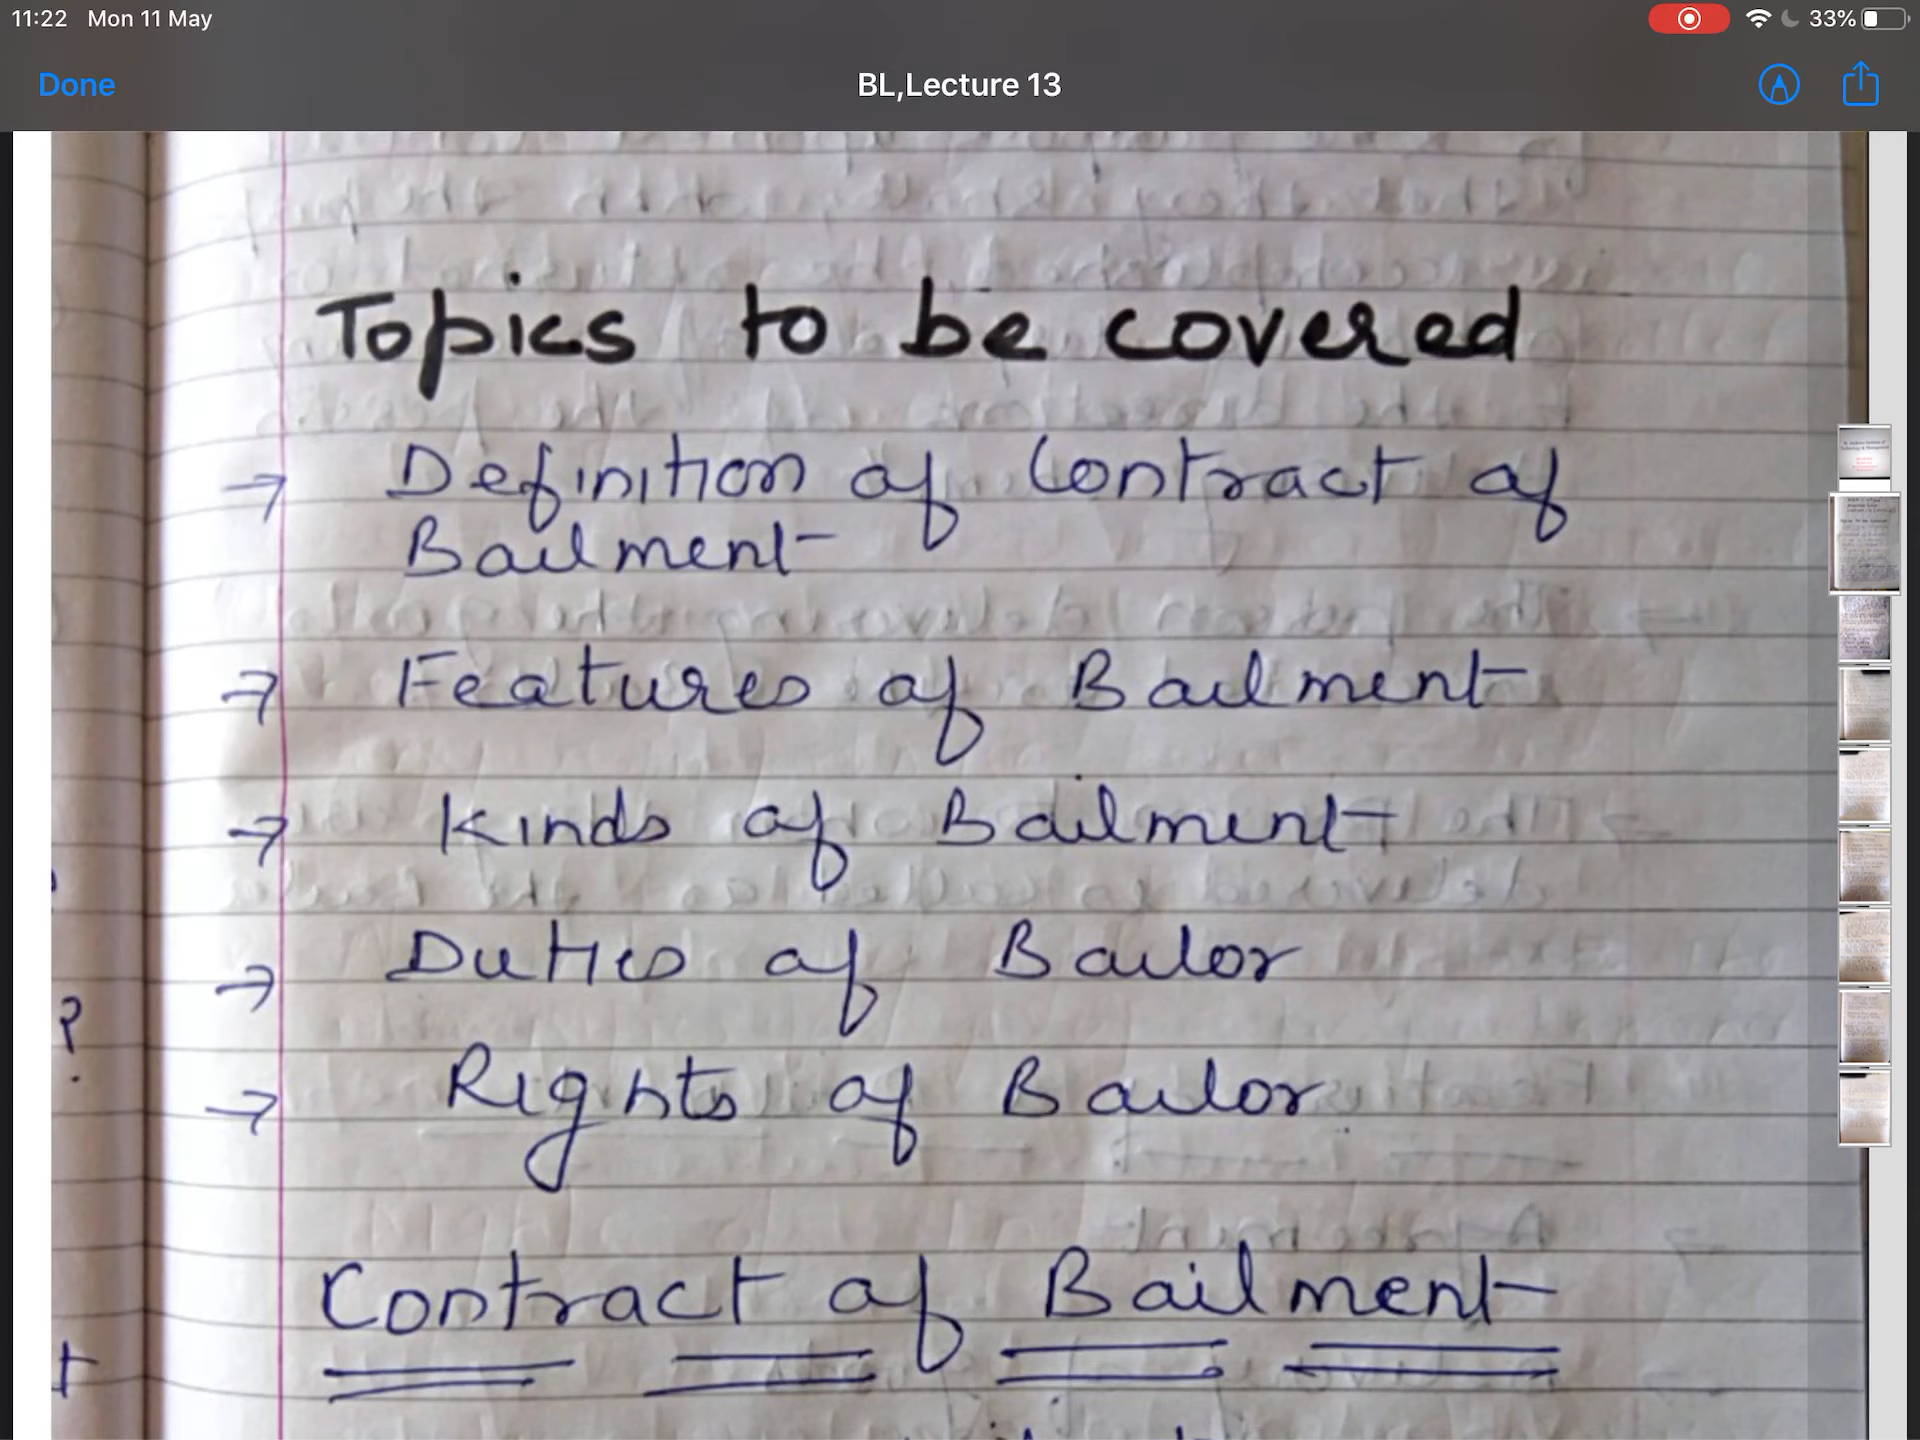 11:22 Mon 11 May 33%
Done BL,Lecture 13
Topics to be covered
→ Definition of Contract of
Bailment
→ Features of Bailment
→ Kinds of Bailment
→ Duties of Bailor
→ Rights of Bailor
Contract of Bailment